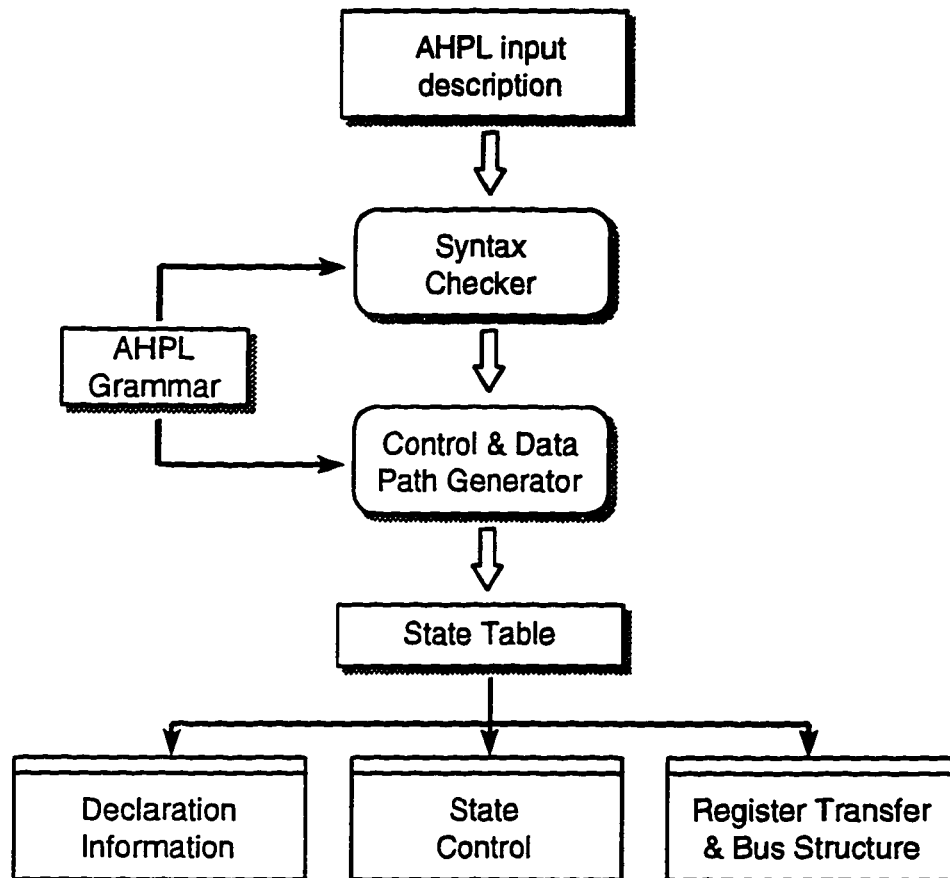 AHPL input
description
Syntax
Checker
AHPL
Grammar
Control & Data
Path Generator
State Table
Declaration
Information
State
Control
Register Transfer
& Bus Structure